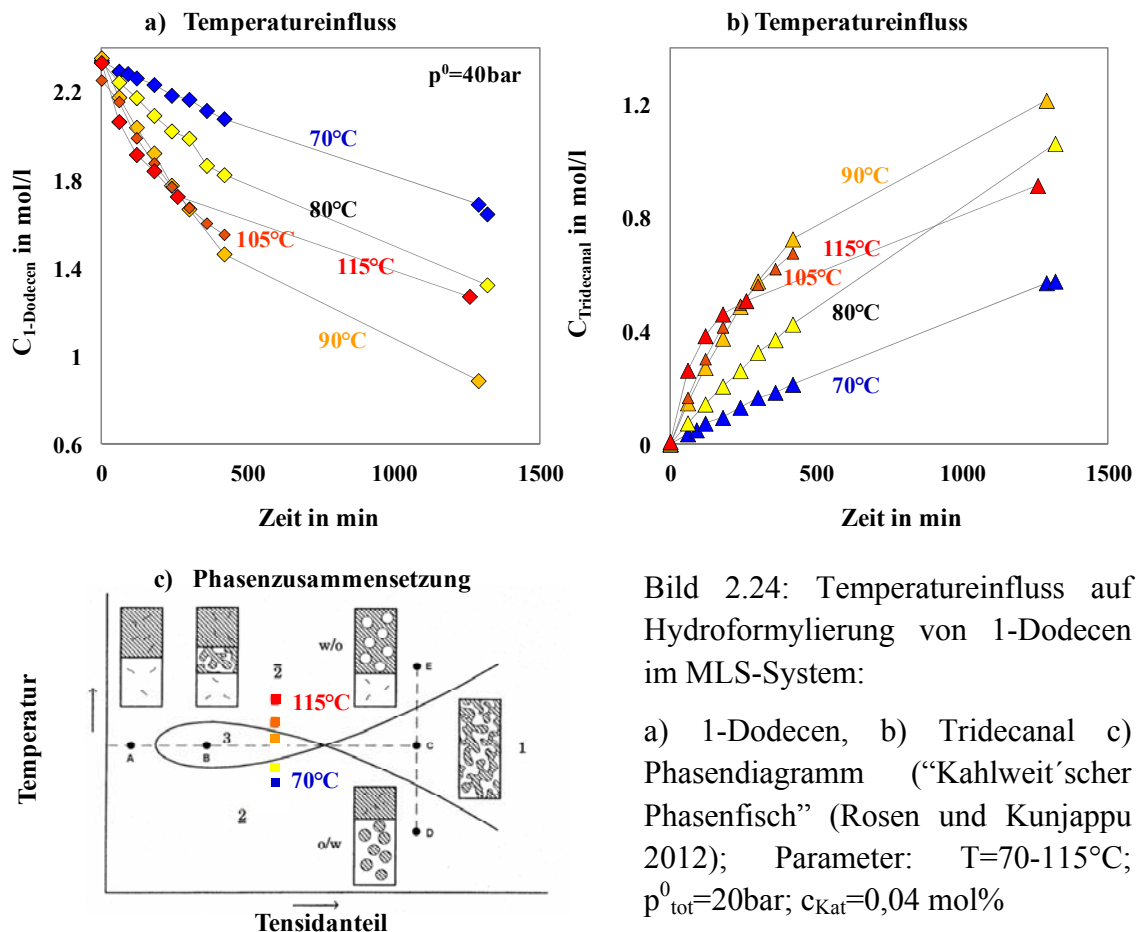 a) Temperatureinfluss
p⁰=40bar
2.2
1.8
1.4
1
0.6
0
500
1000
1500
70°C
80°C
105°C
115°C
90°C
C1-Dodecen in mol/l
Zeit in min
b) Temperatureinfluss
1.2
0.8
0.4
0
0
500
1000
1500
90°C
115°C
105°C
80°C
70°C
CTridecanal in mol/l
Zeit in min
c) Phasenzusammensetzung
Temperatur
Tensidanteil
w/o
2̅
115°C
3
A
B
C
D
E
1
70°C
2
o/w
Bild 2.24: Temperatureinfluss auf
Hydroformylierung von 1-Dodecen
im MLS-System:
a) 1-Dodecen, b) Tridecanal c)
Phasendiagramm (“Kahlweit´scher
Phasenfisch” (Rosen und Kunjappu
2012); Parameter: T=70-115°C;
p⁰tot=20bar; cKat=0,04 mol%